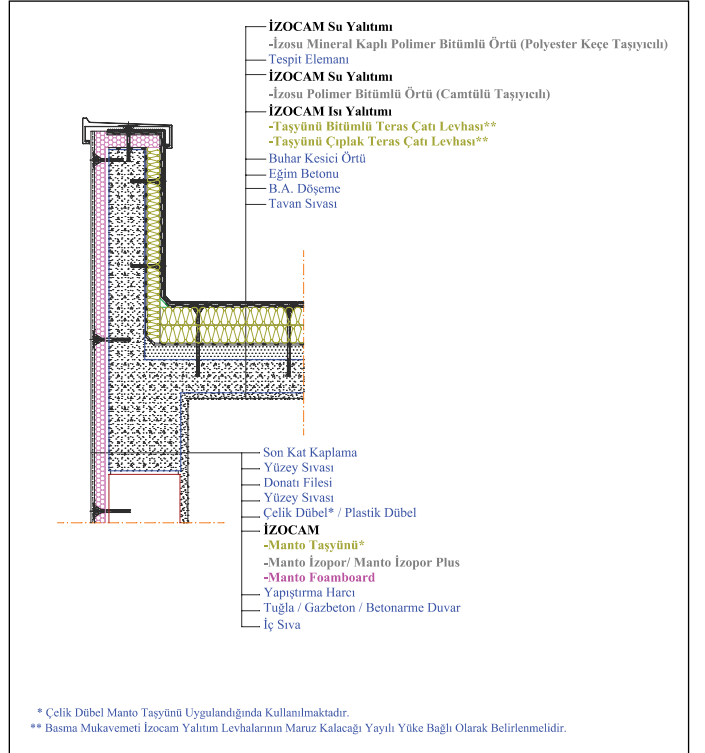 İZOCAM Su Yalıtımı
-İzosu Mineral Kaplı Polimer Bitümlü Örtü (Polyester Keçe Taşıyıcılı)
Tespit Elemanı
İZOCAM Su Yalıtımı
-İzosu Polimer Bitümlü Örtü (Camtülü Taşıyıcılı)
İZOCAM Isı Yalıtımı
-Taşyünü Bitümlü Teras Çatı Levhası**
-Taşyünü Çıplak Teras Çatı Levhası**
Buhar Kesici Örtü
Eğim Betonu
B.A. Döşeme
Tavan Sıvası
Son Kat Kaplama
Yüzey Sıvası
Donatı Filesi
Yüzey Sıvası
Çelik Dübel* / Plastik Dübel
İZOCAM
-Manto Taşyünü*
-Manto İzopor/ Manto İzopor Plus
-Manto Foamboard
Yapıştırma Harcı
Tuğla / Gazbeton / Betonarme Duvar
İç Sıva
* Çelik Dübel Manto Taşyünü Uygulandığında Kullanılmaktadır.
** Basma Mukavemeti İzocam Yalıtım Levhalarının Maruz Kalacağı Yayılı Yüke Bağlı Olarak Belirlenmelidir.